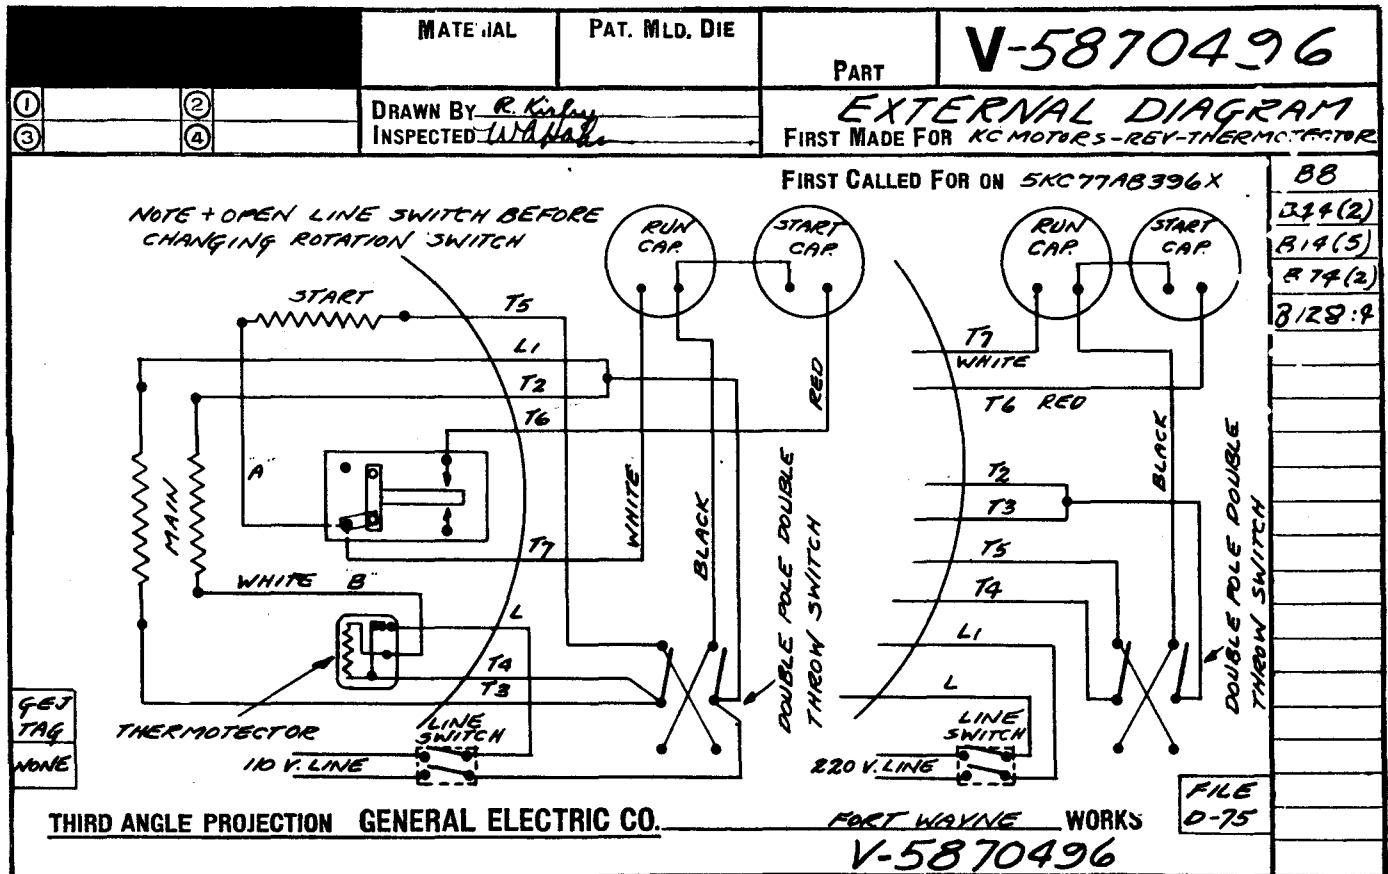 MATERIAL
PAT. MLD. DIE
PART
V-5870496
1
2
3
4
DRAWN BY R. Kirby
INSPECTED
EXTERNAL DIAGRAM
FIRST MADE FOR KC MOTORS-REV-THERMOTECTOR
FIRST CALLED FOR ON 5KC77AB396X
B8
B14(5)
B74(2)
NOTE + OPEN LINE SWITCH BEFORE
CHANGING ROTATION SWITCH
RUN
CAP.
START
CAP.
RUN
CAP.
START
CAP.
START
T5
L1
T2
T6
RED
T7
WHITE
T6 RED
A
MAIN
WHITE
BLACK
DOUBLE POLE DOUBLE
THROW SWITCH
T2
T3
BLACK
DOUBLE POLE DOUBLE
THROW SWITCH
T7
T5
WHITE B
T4
L
L1
T4
T3
L
THERMOTECTOR
LINE
SWITCH
LINE
SWITCH
110 V. LINE
220 V. LINE
GEJ
TAG
NONE
FILE
D-75
THIRD ANGLE PROJECTION GENERAL ELECTRIC CO. FORT WAYNE WORKS
V-5870496